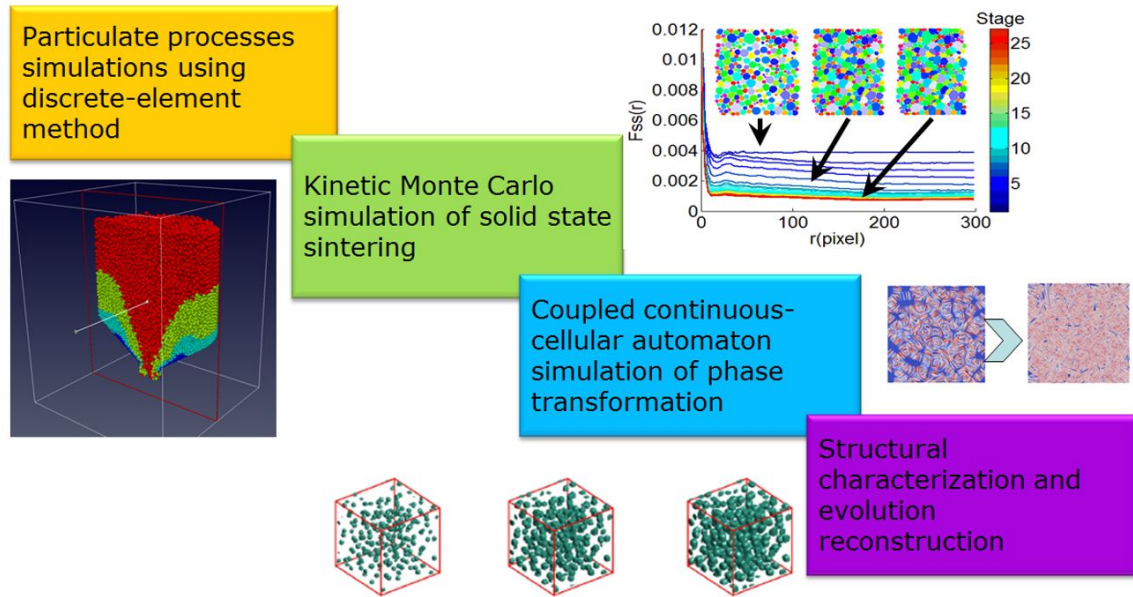 Particulate processes
simulations using
discrete-element
method
Kinetic Monte Carlo
simulation of solid state
sintering
Coupled continuous-
cellular automaton
simulation of phase
transformation
Structural
characterization and
evolution
reconstruction
Stage
0.012
0.01
0.008
0.006
0.004
0.002
Fss(r)
0
100
200
300
r(pixel)
25
20
15
10
5